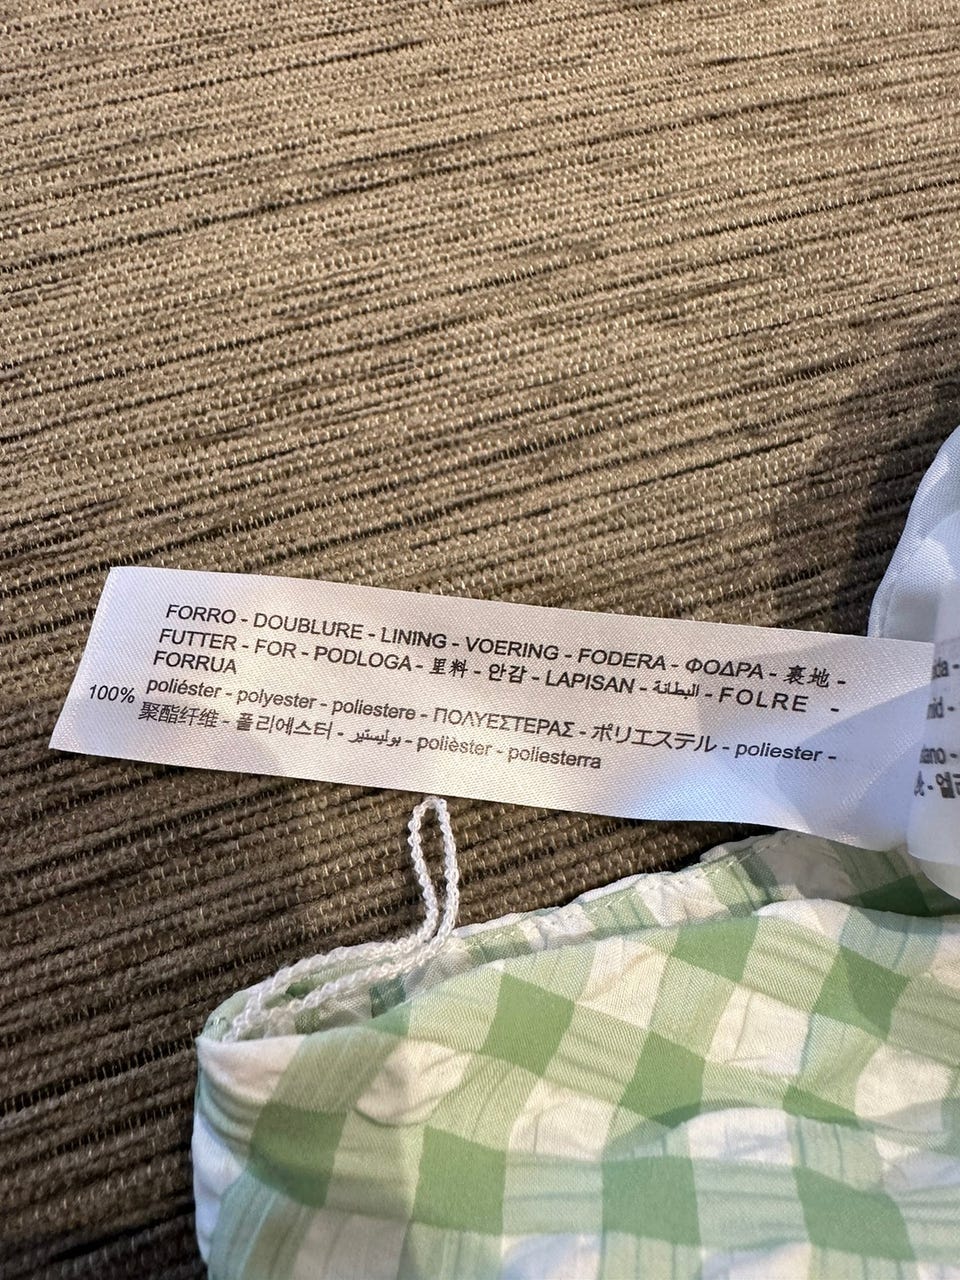 FORRO - DOUBLURE - LINING - VOERING - FODERA - ΦΟΔΡΑ - 裏地 -
FUTTER - FOR - PODLOGA - 里料 - 안감 - LAPISAN - البطانة - FOLRE -
FORRUA
100% poliéster - polyester - poliestere - ΠΟΛΥΕΣΤΕΡΑΣ - ポリエステル - poliester -
聚酯纤维 - 폴리에스터 - بوليستير - polièster - poliesterra